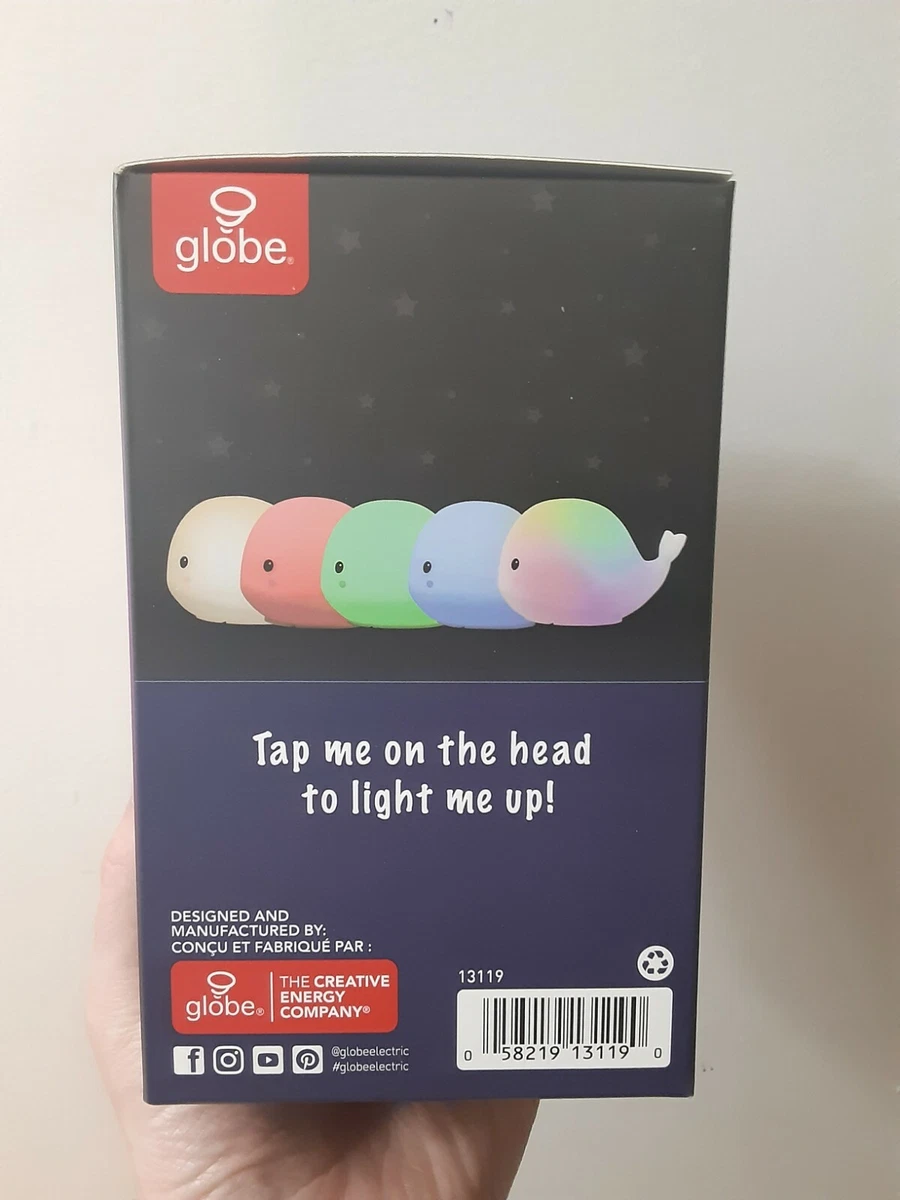 globe®
Tap me on the head
to light me up!
DESIGNED AND
MANUFACTURED BY:
CONÇU ET FABRIQUÉ PAR :
globe®
THE CREATIVE
ENERGY
COMPANY®
@globeelectric
#globeelectric
13119
0 58219 13119 0